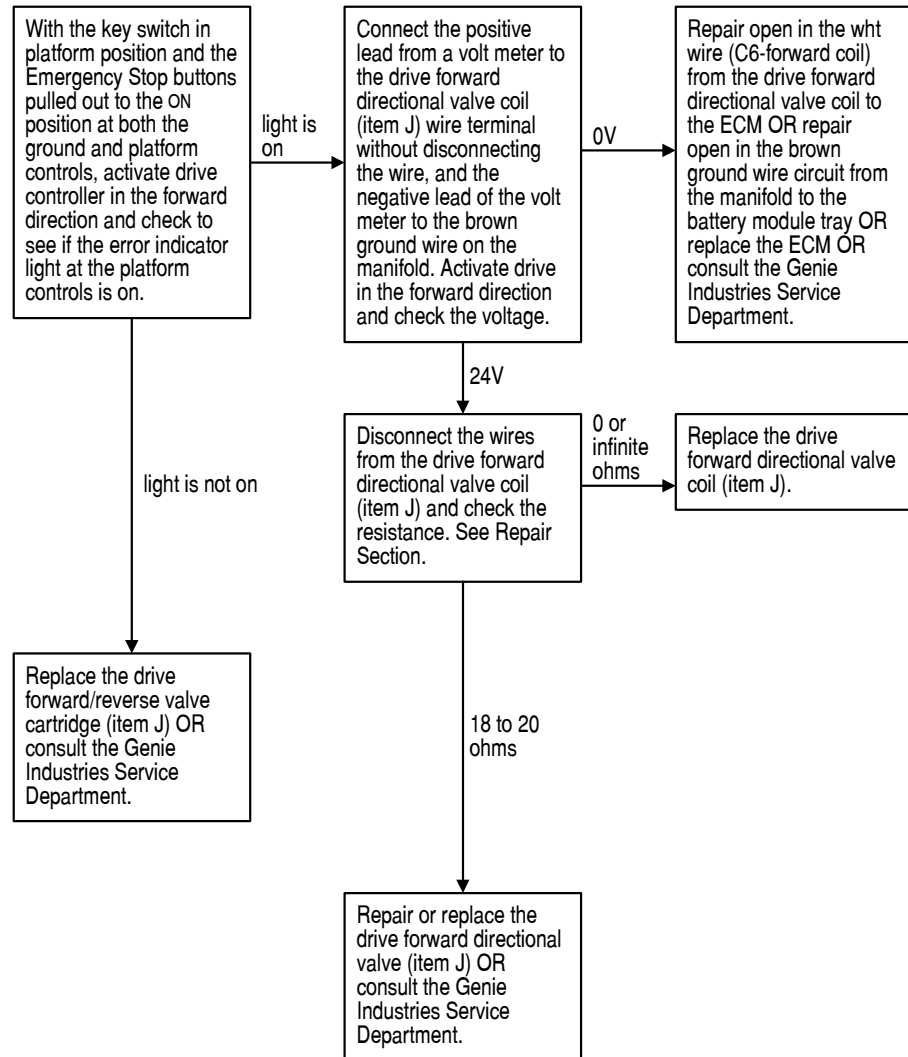 With the key switch in
platform position and the
Emergency Stop buttons
pulled out to the ON
position at both the
ground and platform
controls, activate drive
controller in the forward
direction and check to
see if the error indicator
light at the platform
controls is on.
light is
on
Connect the positive
lead from a volt meter to
the drive forward
directional valve coil
(item J) wire terminal
without disconnecting
the wire, and the
negative lead of the volt
meter to the brown
ground wire on the
manifold. Activate drive
in the forward direction
and check the voltage.
0V
Repair open in the wht
wire (C6-forward coil)
from the drive forward
directional valve coil to
the ECM OR repair
open in the brown
ground wire circuit from
the manifold to the
battery module tray OR
replace the ECM OR
consult the Genie
Industries Service
Department.
24V
light is not on
Disconnect the wires
from the drive forward
directional valve coil
(item J) and check the
resistance. See Repair
Section.
0 or
infinite
ohms
Replace the drive
forward directional valve
coil (item J).
Replace the drive
forward/reverse valve
cartridge (item J) OR
consult the Genie
Industries Service
Department.
18 to 20
ohms
Repair or replace the
drive forward directional
valve (item J) OR
consult the Genie
Industries Service
Department.